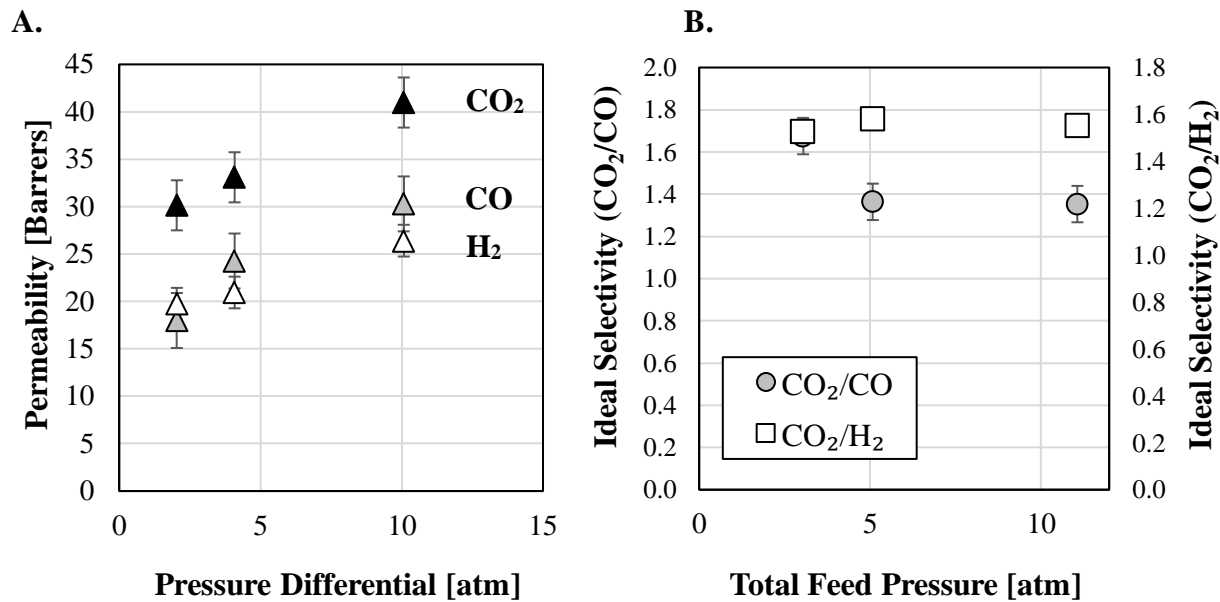 A.
Permeability [Barrers]
45
40
35
30
25
20
15
10
5
0
0 5 10 15
CO₂
CO
H₂
Pressure Differential [atm]
B.
Ideal Selectivity (CO₂/CO)
2.0
1.8
1.6
1.4
1.2
1.0
0.8
0.6
0.4
0.2
0.0
0 5 10
CO₂/CO
CO₂/H₂
1.8
1.6
1.4
1.2
1.0
0.8
0.6
0.4
0.2
0.0
Ideal Selectivity (CO₂/H₂)
Total Feed Pressure [atm]